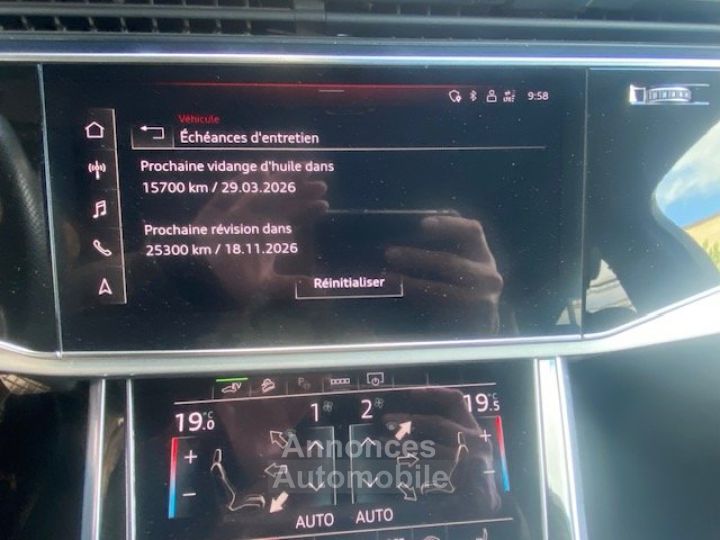 9:58
Véhicule
Échéances d'entretien
Prochaine vidange d'huile dans
15700 km / 29.03.2026
Prochaine révision dans
25300 km / 18.11.2026
Réinitialiser
EV
19.0 °C
1
2
19.5 °C
Annonces
Automobile
AUTO AUTO